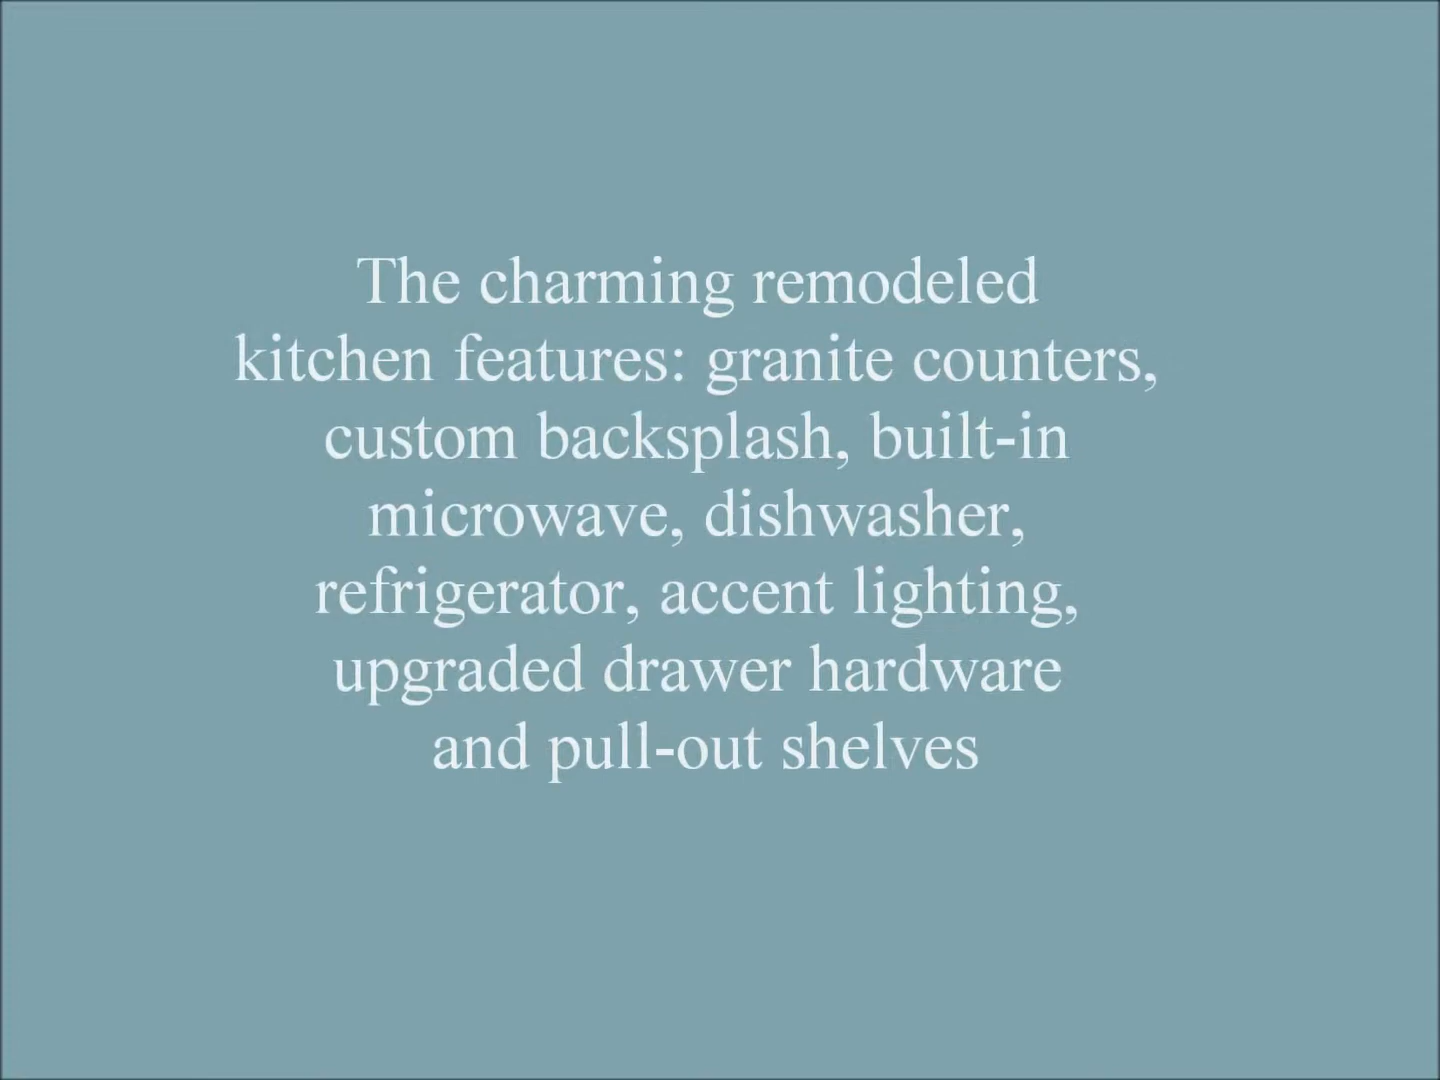 The charming remodeled
kitchen features: granite counters,
custom backsplash, built-in
microwave, dishwasher,
refrigerator, accent lighting,
upgraded drawer hardware
and pull-out shelves